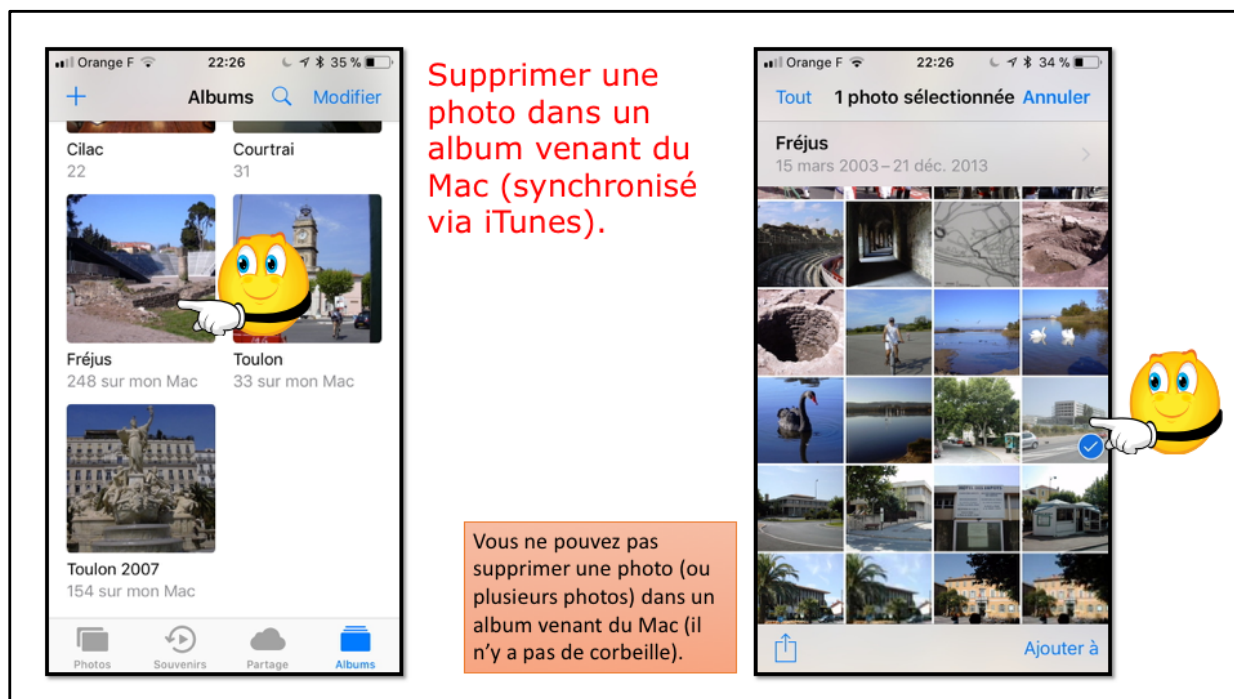 Orange F 22:26 35 %
Albums Modifier
Cilac Courtrai
22 31
Fréjus Toulon
248 sur mon Mac 33 sur mon Mac
Toulon 2007
154 sur mon Mac
Photos Souvenirs Partage Albums
Supprimer une
photo dans un
album venant du
Mac (synchronisé
via iTunes).
Vous ne pouvez pas
supprimer une photo (ou
plusieurs photos) dans un
album venant du Mac (il
n’y a pas de corbeille).
Orange F 22:26 34 %
Tout 1 photo sélectionnée Annuler
Fréjus
15 mars 2003 – 21 déc. 2013
Ajouter à